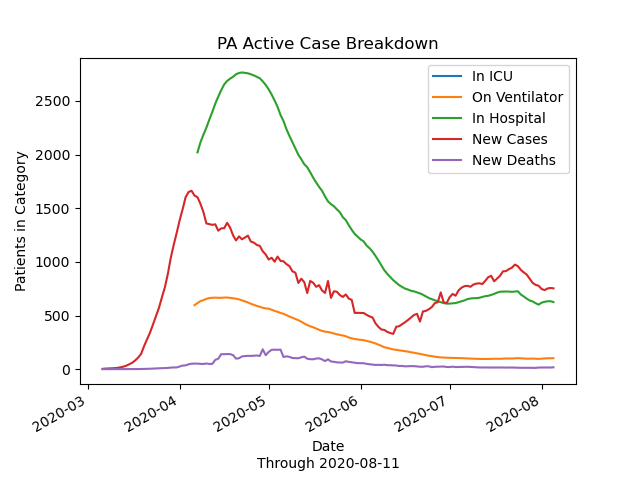 PA Active Case Breakdown
In ICU
On Ventilator
In Hospital
New Cases
New Deaths
Patients in Category
2500
2000
1500
1000
500
0
2020-03
2020-04
2020-05
2020-06
2020-07
2020-08
Date
Through 2020-08-11